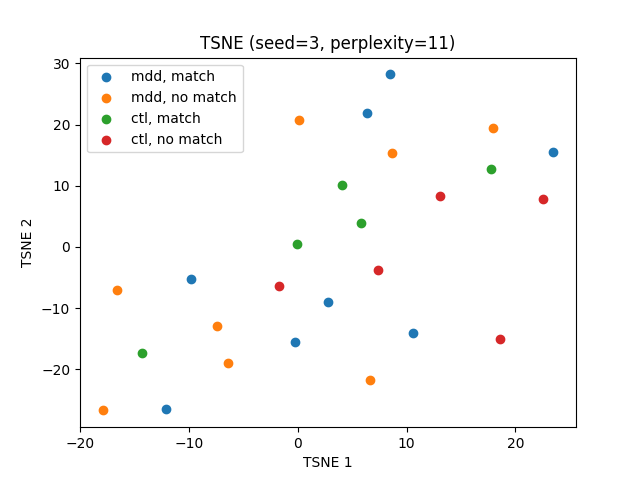 TSNE (seed=3, perplexity=11)
mdd, match
mdd, no match
ctl, match
ctl, no match
30
20
10
0
−10
−20
TSNE 2
−20
−10
0
10
20
TSNE 1